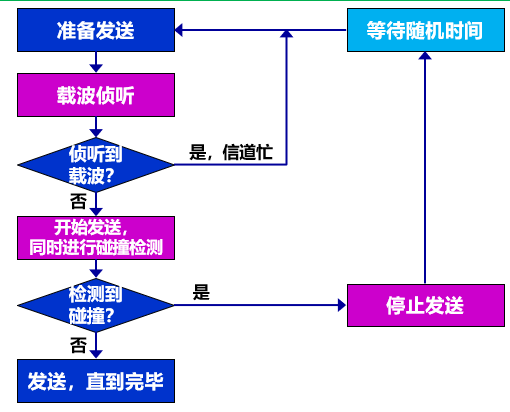 准备发送
等待随机时间
载波侦听
侦听到
载波？
是，信道忙
否
开始发送，
同时进行碰撞检测
检测到
碰撞？
是
停止发送
否
发送，直到完毕